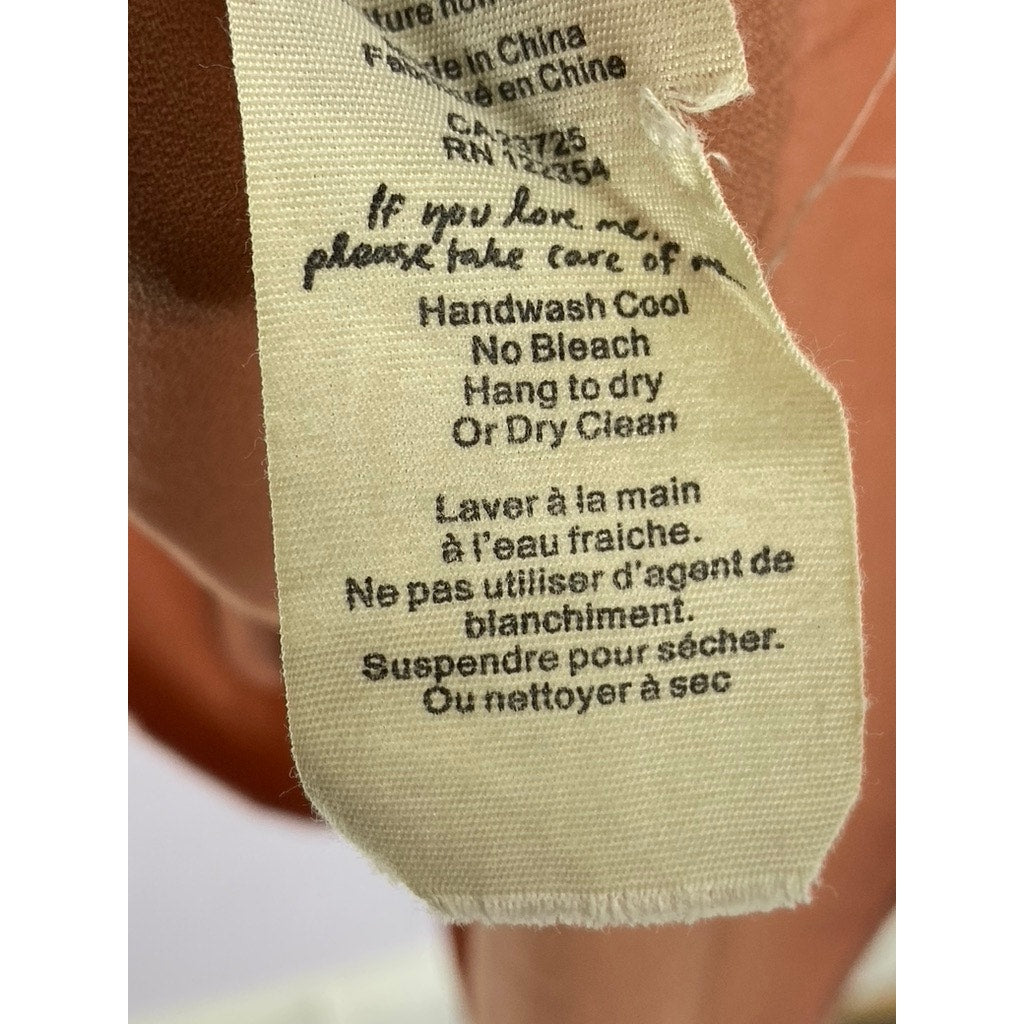 Made in China
en Chine
RN 122354
If you love me.
please take care of me
Handwash Cool
No Bleach
Hang to dry
Or Dry Clean
Laver à la main
à l'eau fraiche.
Ne pas utiliser d'agent de
blanchiment.
Suspendre pour sécher.
Ou nettoyer à sec